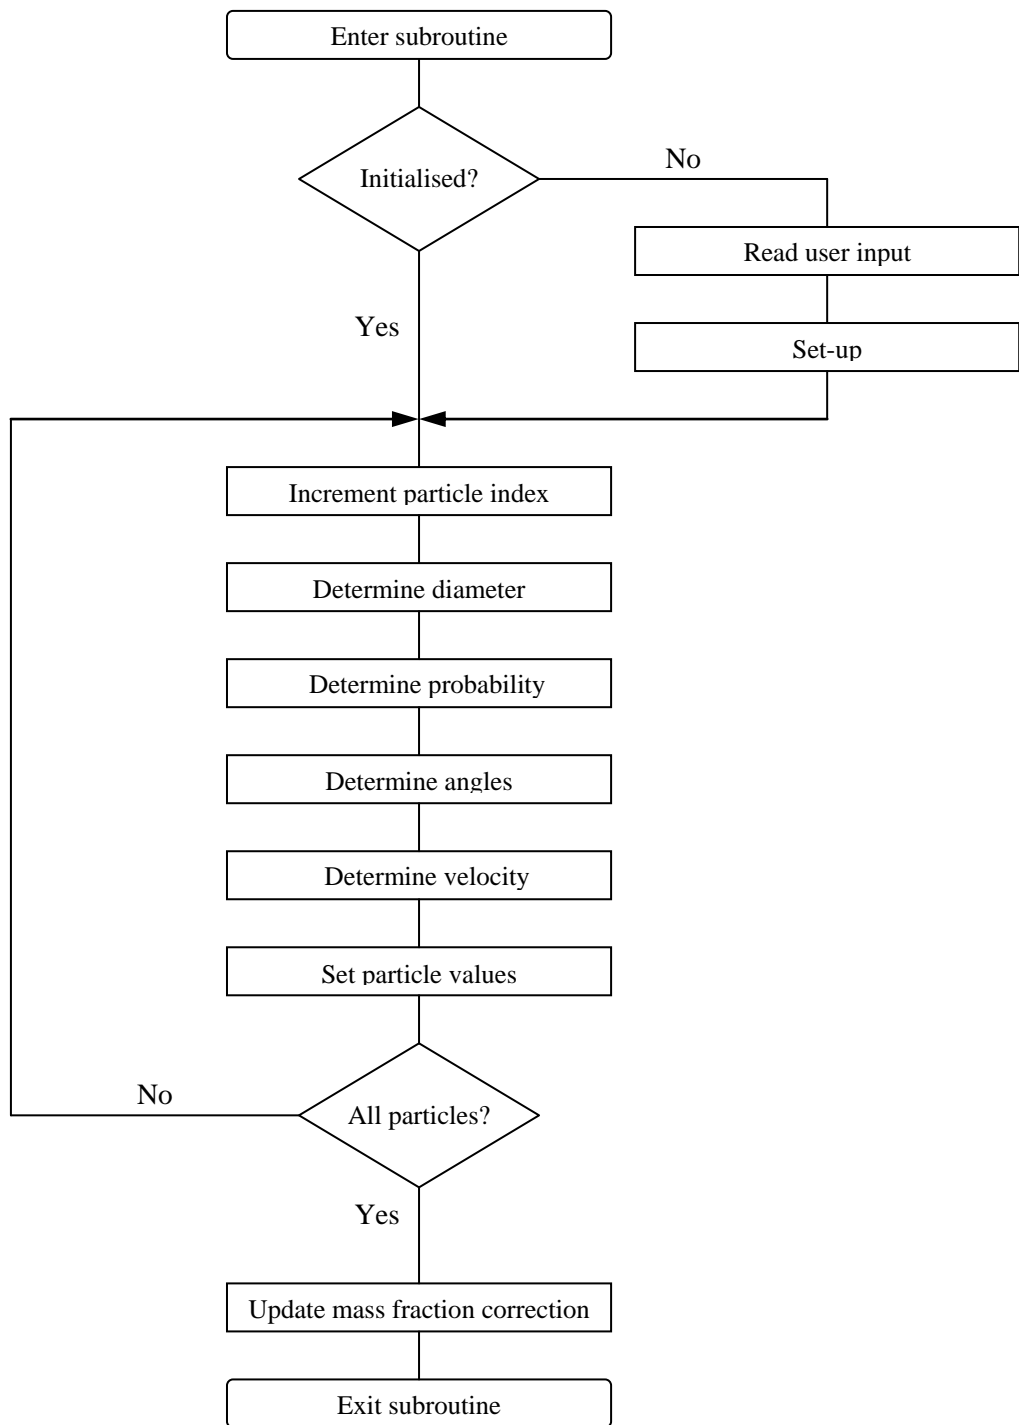 Enter subroutine
Initialised?
No
Read user input
Yes
Set-up
Increment particle index
Determine diameter
Determine probability
Determine angles
Determine velocity
Set particle values
No
All particles?
Yes
Update mass fraction correction
Exit subroutine